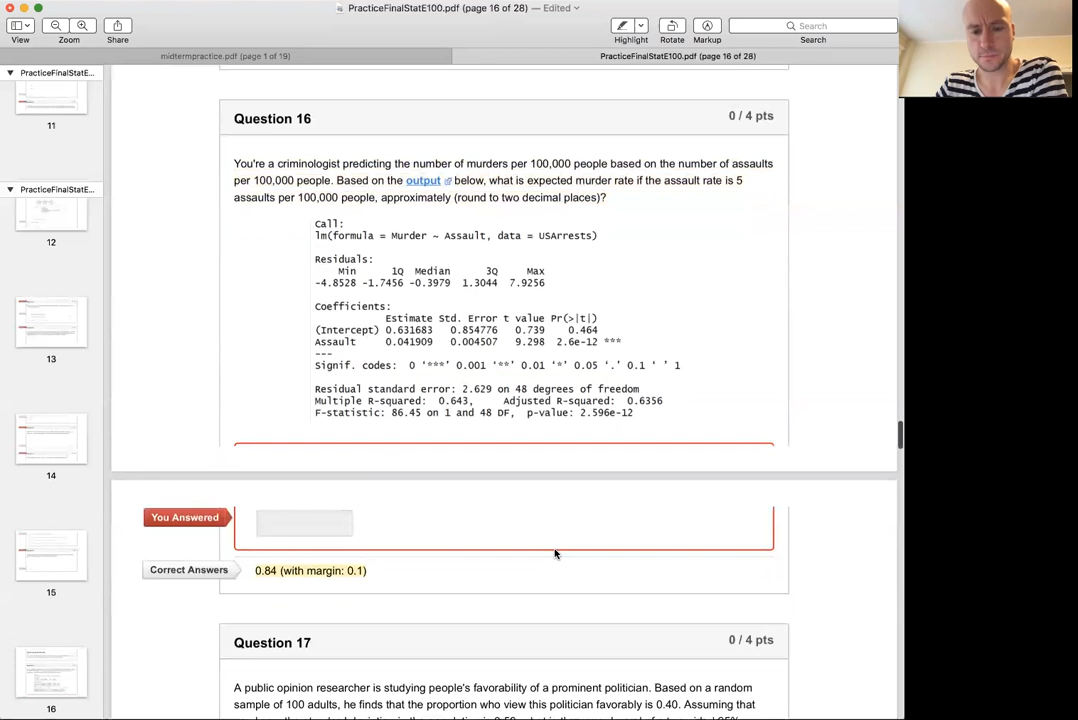 PracticeFinalStatE100.pdf (page 16 of 28) — Edited
View
Zoom
Share
Highlight
Rotate
Markup
Search
Search
midtermpractice.pdf (page 1 of 19)
PracticeFinalStatE100.pdf (page 16 of 28)
PracticeFinalStatE...
11
PracticeFinalStatE...
12
13
14
15
16
Question 16
0 / 4 pts
You're a criminologist predicting the number of murders per 100,000 people based on the number of assaults
per 100,000 people. Based on the output below, what is expected murder rate if the assault rate is 5
assaults per 100,000 people, approximately (round to two decimal places)?
Call:
lm(formula = Murder ~ Assault, data = USArrests)
Residuals:
Min 1Q Median 3Q Max
-4.8528 -1.7456 -0.3979 1.3044 7.9256
Coefficients:
Estimate Std. Error t value Pr(>|t|)
(Intercept) 0.631683 0.854776 0.739 0.464
Assault 0.041909 0.004507 9.298 2.6e-12 ***
---
Signif. codes: 0 ‘***’ 0.001 ‘**’ 0.01 ‘*’ 0.05 ‘.’ 0.1 ‘ ’ 1
Residual standard error: 2.629 on 48 degrees of freedom
Multiple R-squared: 0.643, Adjusted R-squared: 0.6356
F-statistic: 86.45 on 1 and 48 DF, p-value: 2.596e-12
You Answered
Correct Answers
0.84 (with margin: 0.1)
Question 17
0 / 4 pts
A public opinion researcher is studying people's favorability of a prominent politician. Based on a random
sample of 100 adults, he finds that the proportion who view this politician favorably is 0.40. Assuming that